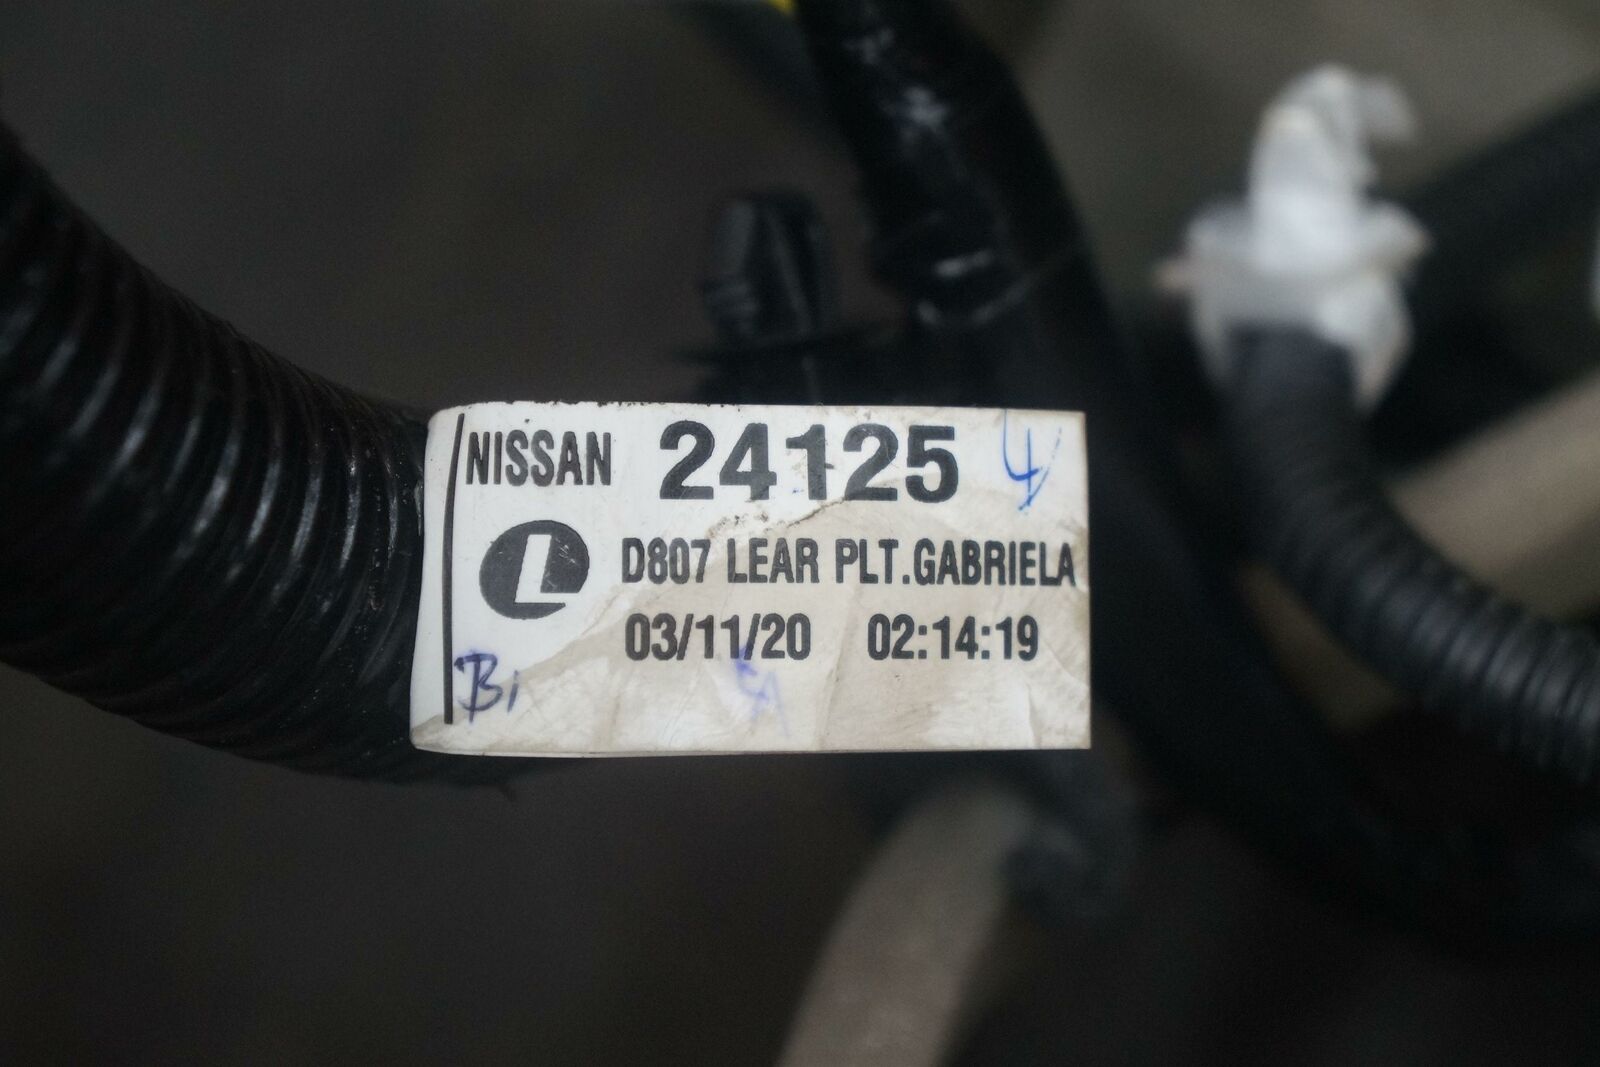 NISSAN 24125
L
D807 LEAR PLT.GABRIELA
03/11/20 02:14:19